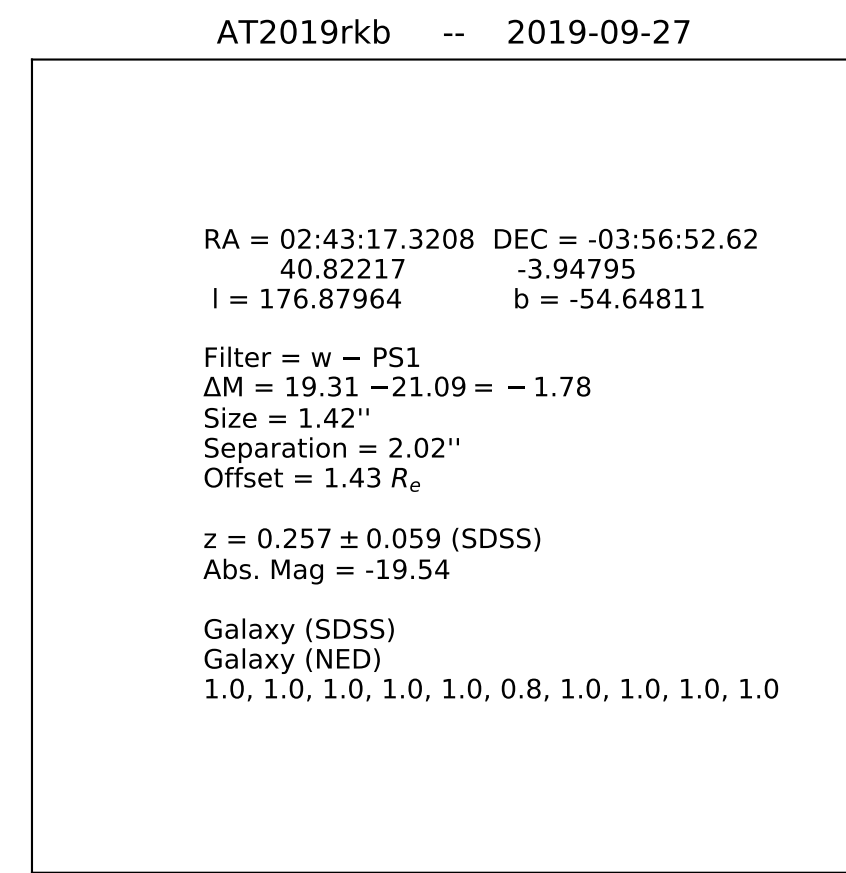 AT2019rkb -- 2019-09-27
RA = 02:43:17.3208 DEC = -03:56:52.62
40.82217 -3.94795
l = 176.87964 b = -54.64811
Filter = w − PS1
ΔM = 19.31 −21.09 = − 1.78
Size = 1.42''
Separation = 2.02''
Offset = 1.43 Rₑ
z = 0.257 ± 0.059 (SDSS)
Abs. Mag = -19.54
Galaxy (SDSS)
Galaxy (NED)
1.0, 1.0, 1.0, 1.0, 1.0, 0.8, 1.0, 1.0, 1.0, 1.0